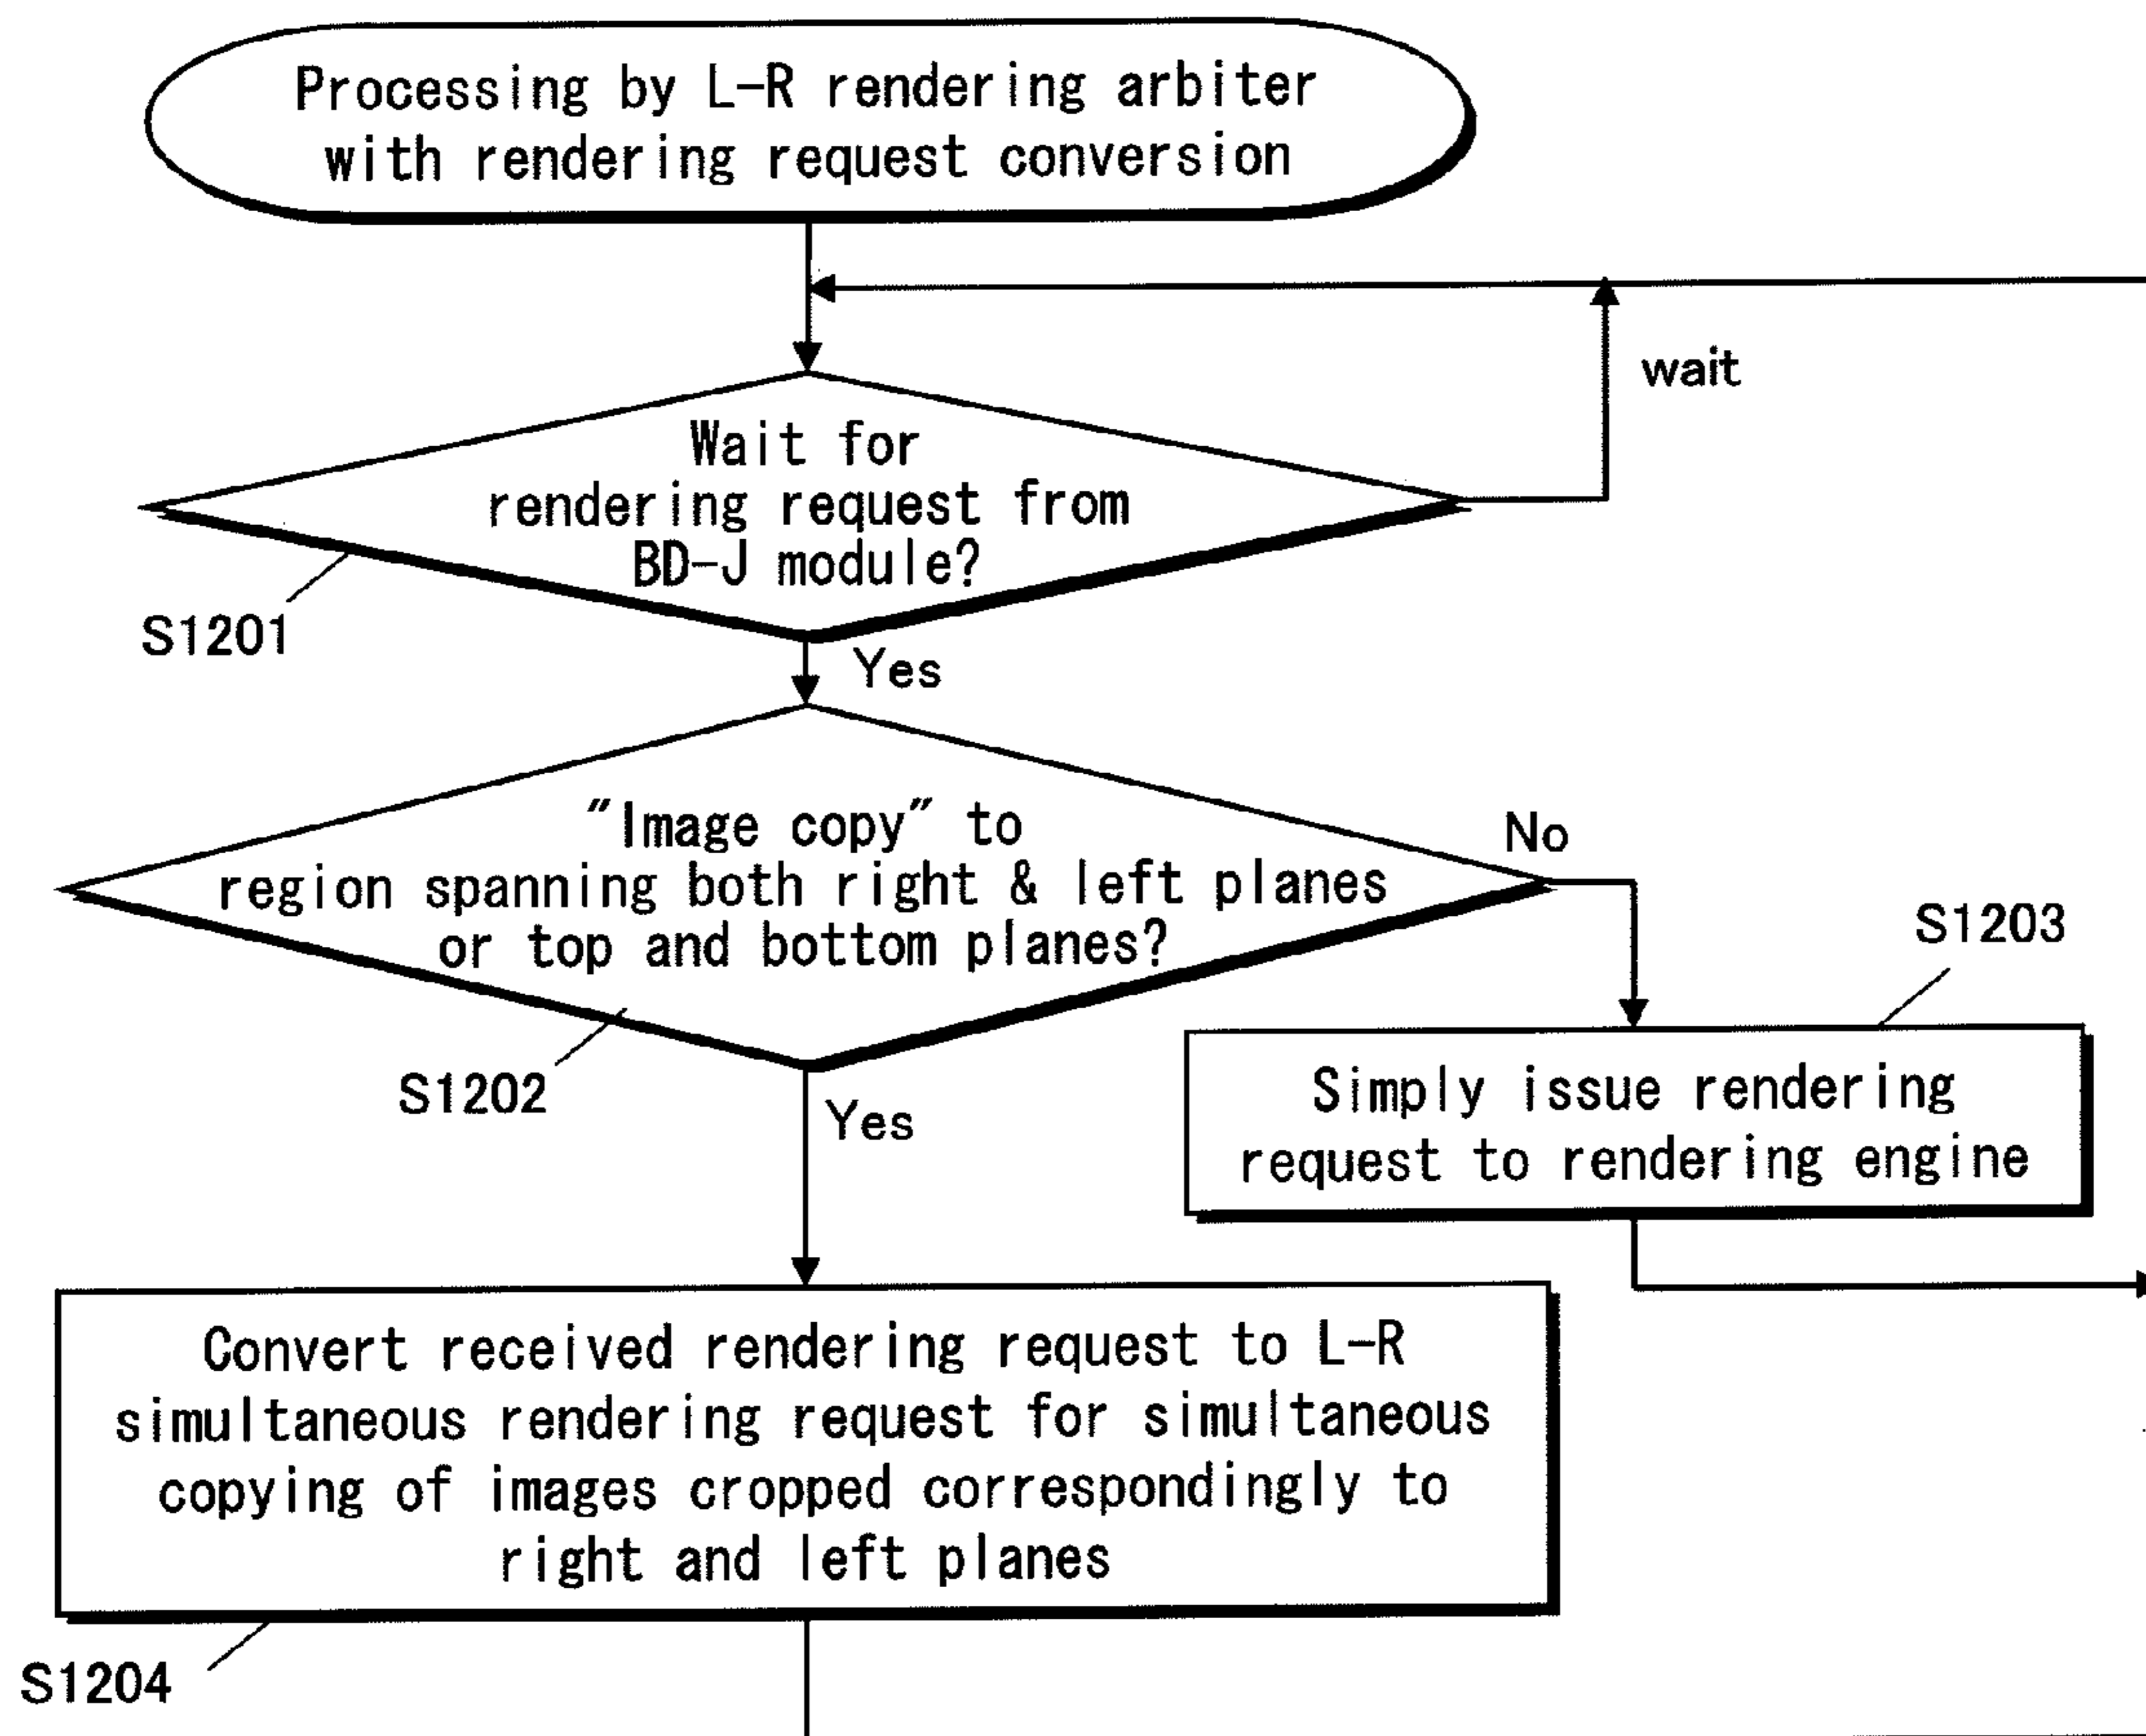 Processing by L-R rendering arbiter
with rendering request conversion
wait
Wait for
rendering request from
BD-J module?
S1201
Yes
"Image copy" to
region spanning both right & left planes
or top and bottom planes?
No
S1203
S1202
Yes
Simply issue rendering
request to rendering engine
Convert received rendering request to L-R
simultaneous rendering request for simultaneous
copying of images cropped correspondingly to
right and left planes
S1204